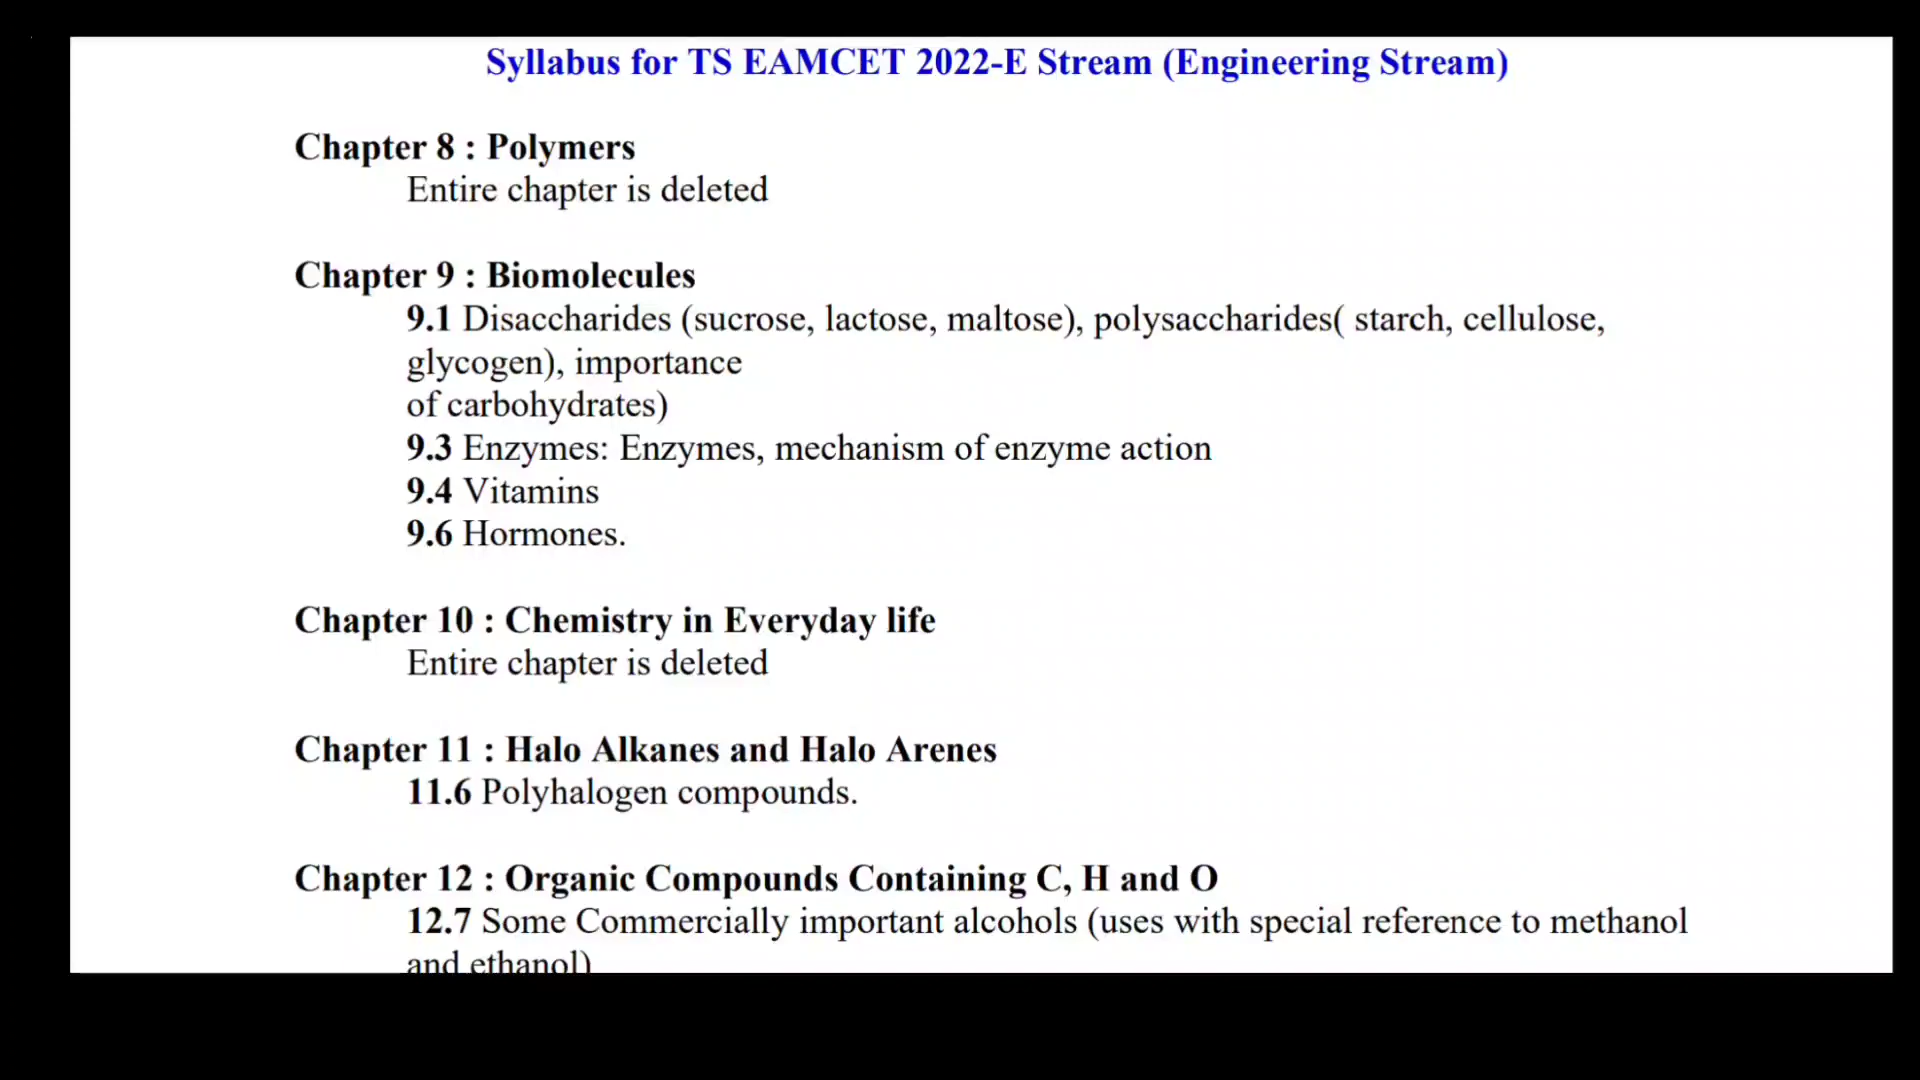 Syllabus for TS EAMCET 2022-E Stream (Engineering Stream)
Chapter 8 : Polymers
Entire chapter is deleted
Chapter 9 : Biomolecules
9.1 Disaccharides (sucrose, lactose, maltose), polysaccharides( starch, cellulose,
glycogen), importance
of carbohydrates)
9.3 Enzymes: Enzymes, mechanism of enzyme action
9.4 Vitamins
9.6 Hormones.
Chapter 10 : Chemistry in Everyday life
Entire chapter is deleted
Chapter 11 : Halo Alkanes and Halo Arenes
11.6 Polyhalogen compounds.
Chapter 12 : Organic Compounds Containing C, H and O
12.7 Some Commercially important alcohols (uses with special reference to methanol
and ethanol)